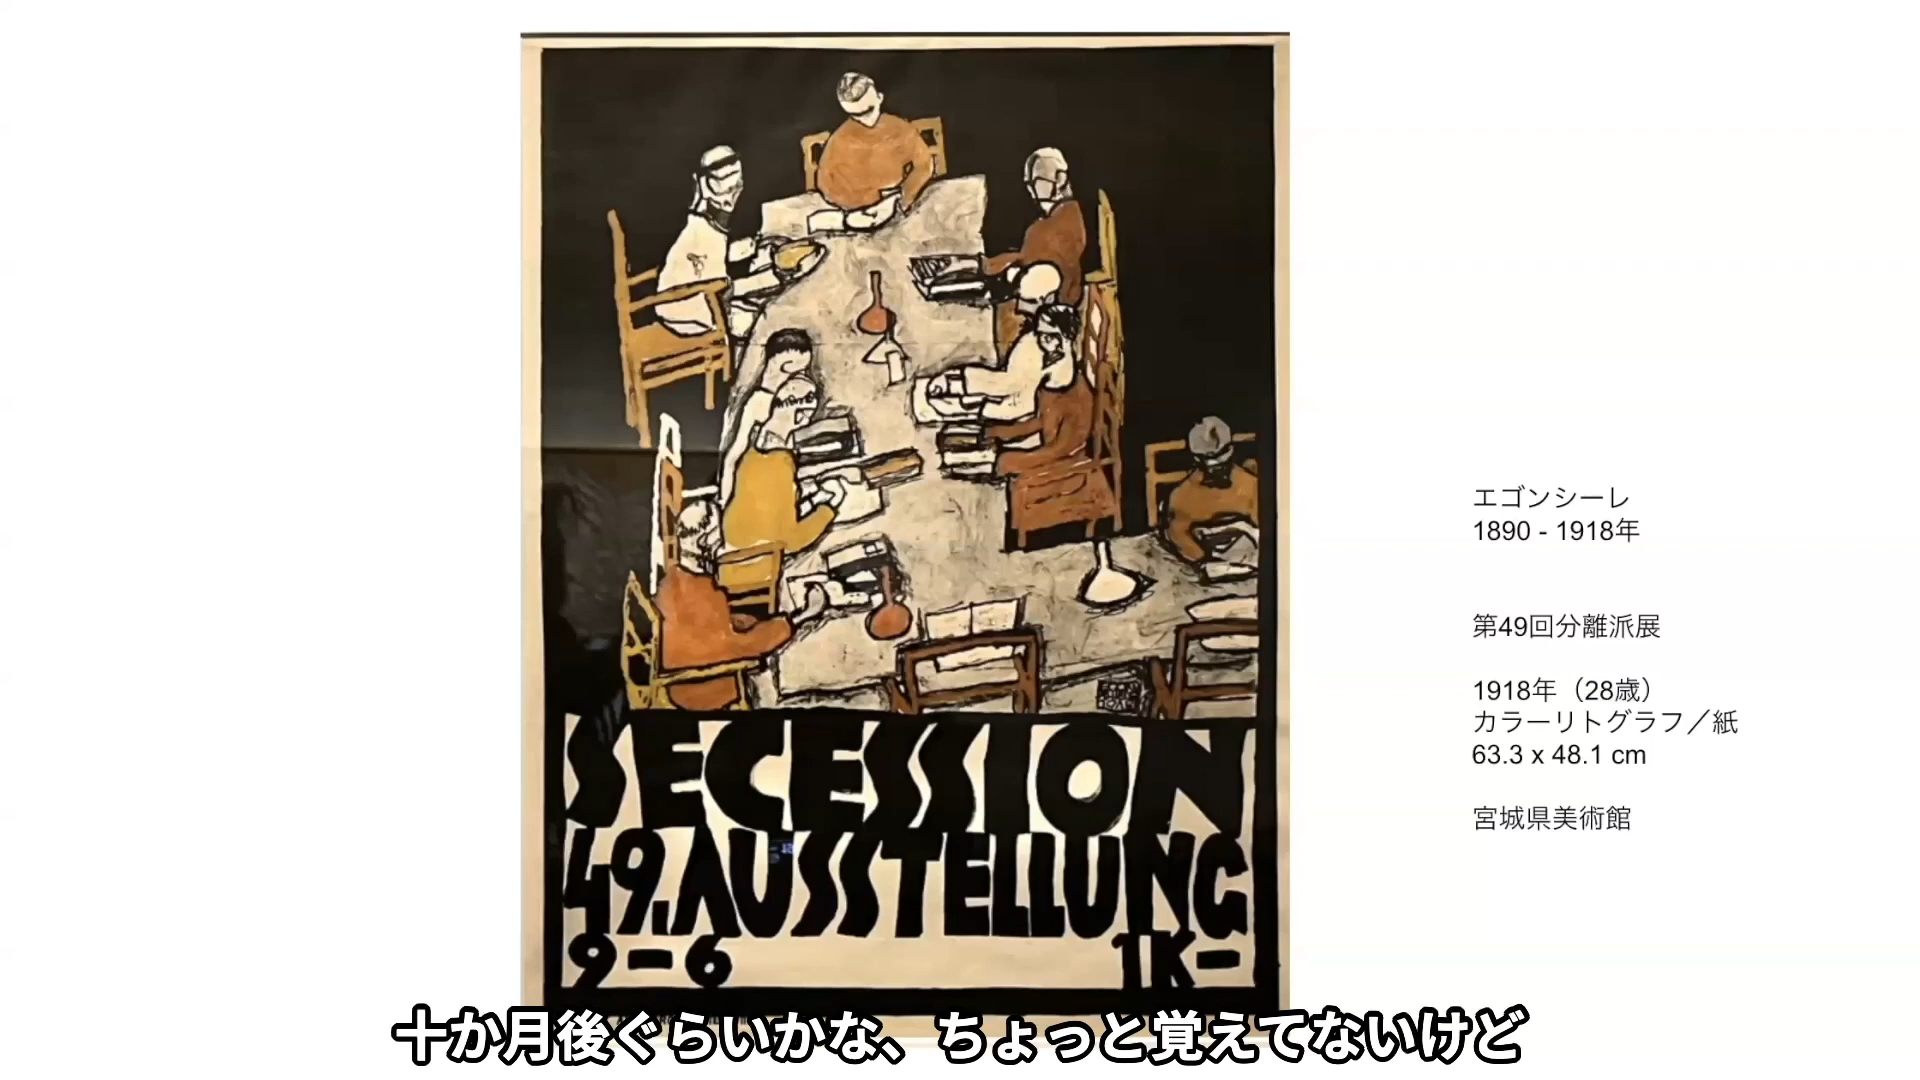 SECESSION
49. AUSSTELLUNG
9-6 1K-
エゴンシーレ
1890 - 1918年
第49回分離派展
1918年（28歳）
カラーリトグラフ／紙
63.3 x 48.1 cm
宮城県美術館
十か月後ぐらいかな、ちょっと覚えてないけど